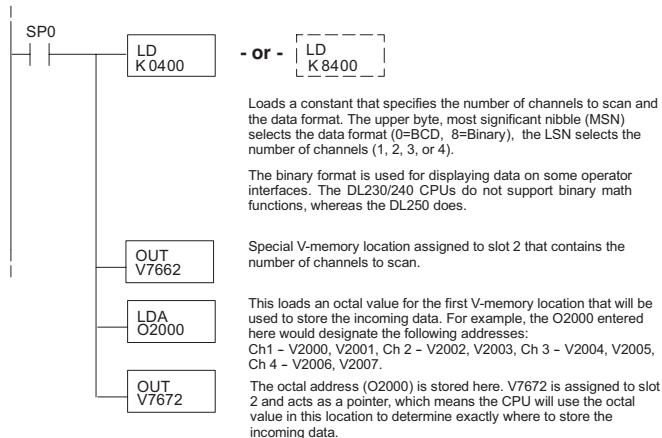 SP0
LD
K 0400
- or -
LD
K 8400
Loads a constant that specifies the number of channels to scan and
the data format. The upper byte, most significant nibble (MSN)
selects the data format (0=BCD, 8=Binary), the LSN selects the
number of channels (1, 2, 3, or 4).
The binary format is used for displaying data on some operator
interfaces. The DL230/240 CPUs do not support binary math
functions, whereas the DL250 does.
OUT
V7662
Special V-memory location assigned to slot 2 that contains the
number of channels to scan.
LDA
O2000
This loads an octal value for the first V-memory location that will be
used to store the incoming data. For example, the O2000 entered
here would designate the following addresses:
Ch1 – V2000, V2001, Ch 2 – V2002, V2003, Ch 3 – V2004, V2005,
Ch 4 – V2006, V2007.
OUT
V7672
The octal address (O2000) is stored here. V7672 is assigned to slot
2 and acts as a pointer, which means the CPU will use the octal
value in this location to determine exactly where to store the
incoming data.